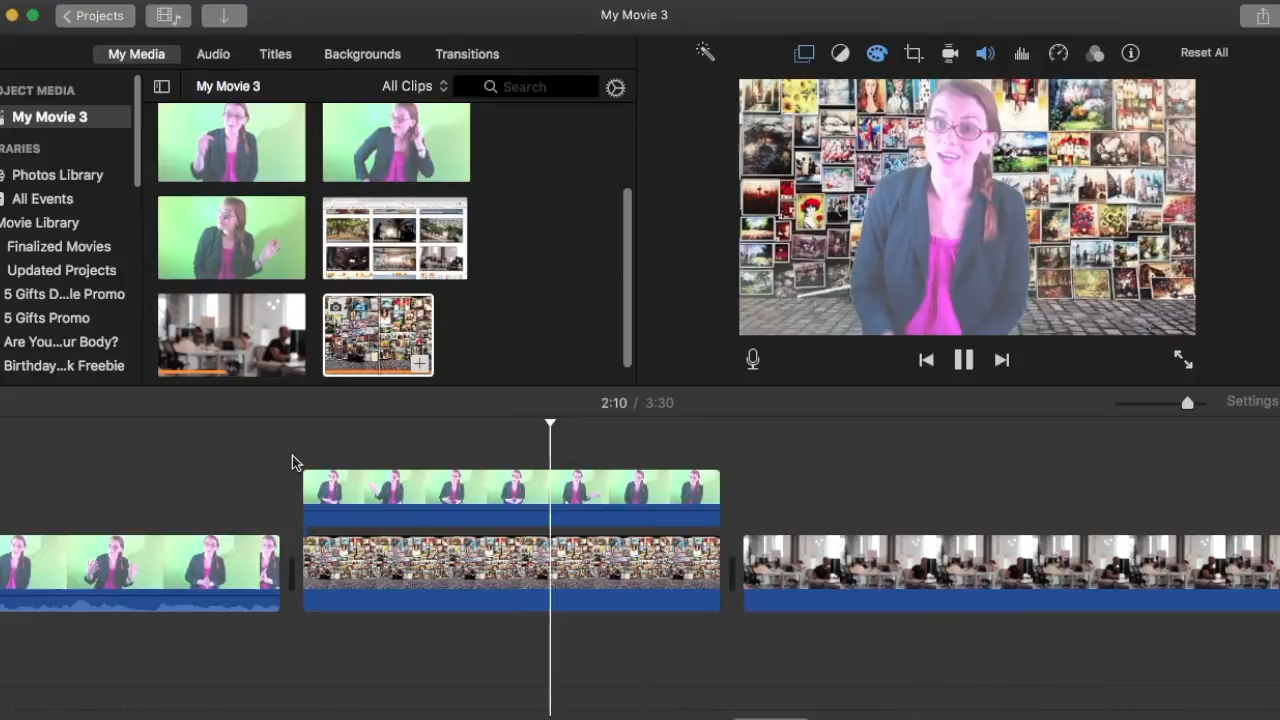 Projects
My Movie 3
My Media Audio Titles Backgrounds Transitions
Reset All
OJECT MEDIA
My Movie 3
All Clips
Search
My Movie 3
RARIES
Photos Library
All Events
Movie Library
Finalized Movies
Updated Projects
5 Gifts D...le Promo
5 Gifts Promo
Are You...ur Body?
Birthday...k Freebie
2:10 / 3:30
Settings